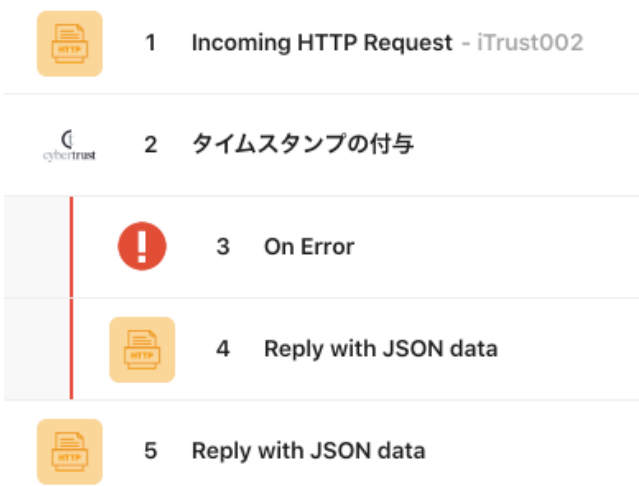 HTTP 1 Incoming HTTP Request - iTrust002
cybertrust 2 タイムスタンプの付与
! 3 On Error
HTTP 4 Reply with JSON data
HTTP 5 Reply with JSON data